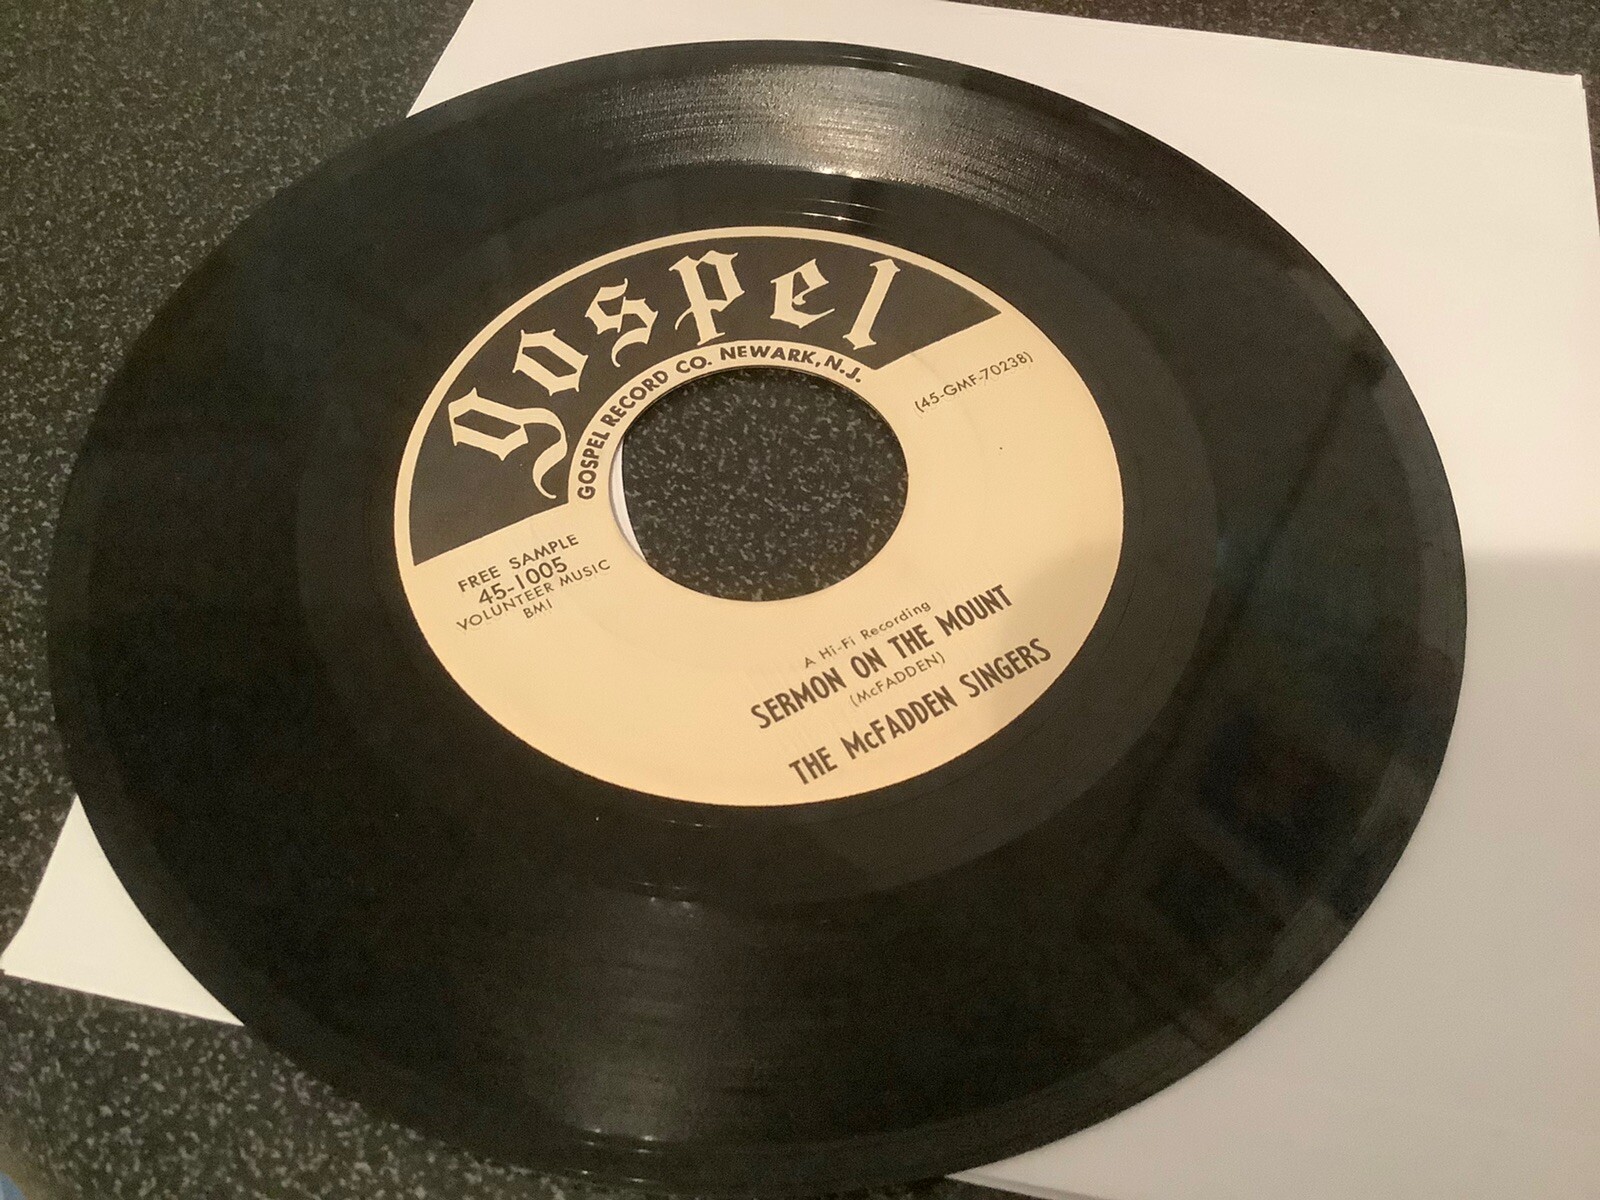 gospel
GOSPEL RECORD CO. NEWARK, N.J.
(45-GMF-70238)
FREE SAMPLE
45-1005
VOLUNTEER MUSIC
BMI
A Hi-Fi Recording
SERMON ON THE MOUNT
(McFADDEN)
THE McFADDEN SINGERS